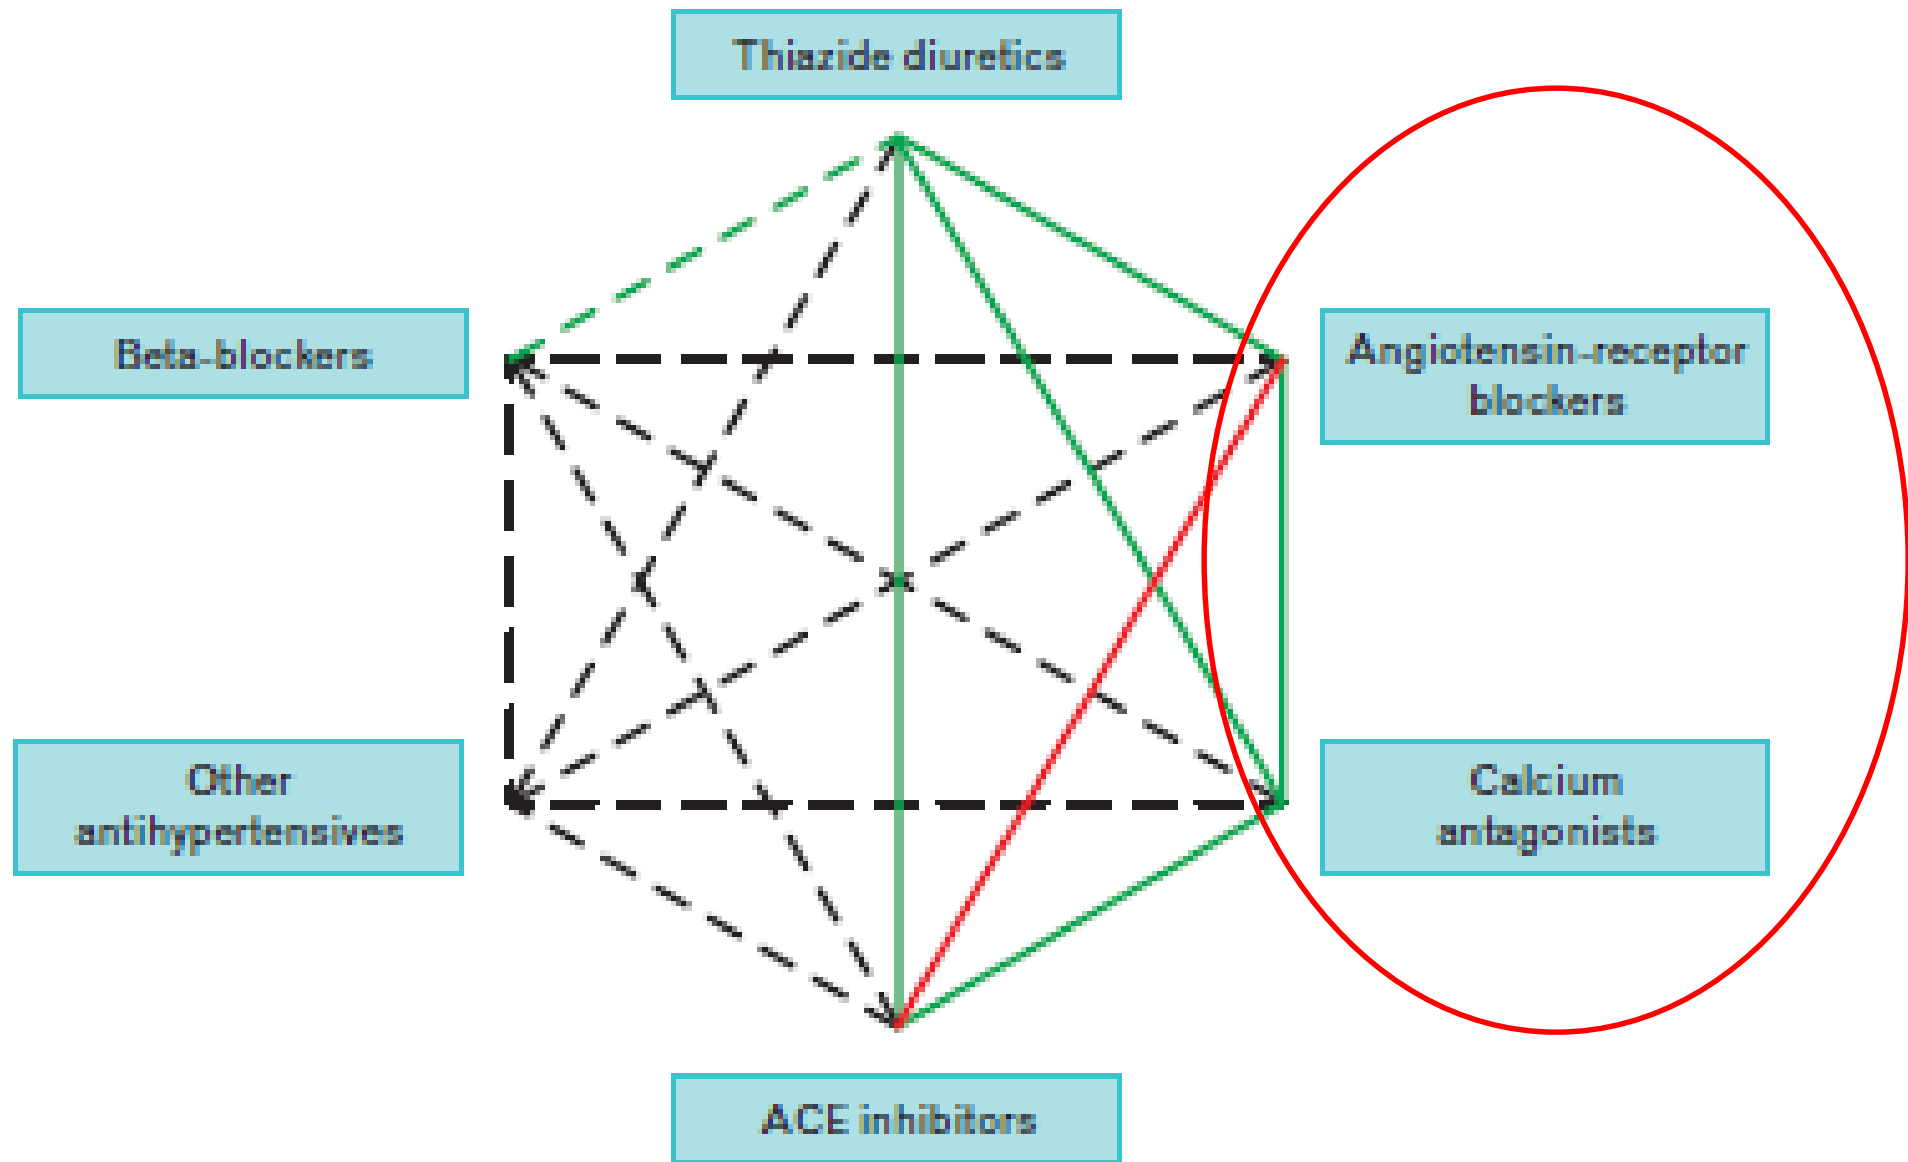 Thiazide diuretics
Beta-blockers
Angiotensin-receptor
blockers
Other
antihypertensives
Calcium
antagonists
ACE inhibitors